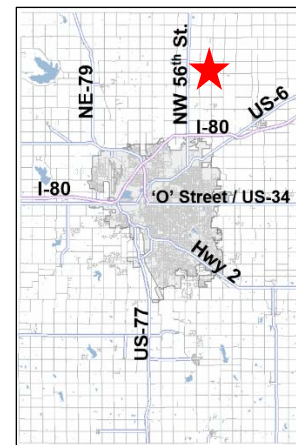 NE-79
NW 56th St.
US-6
I-80
I-80
'O' Street / US-34
Hwy 2
US-77